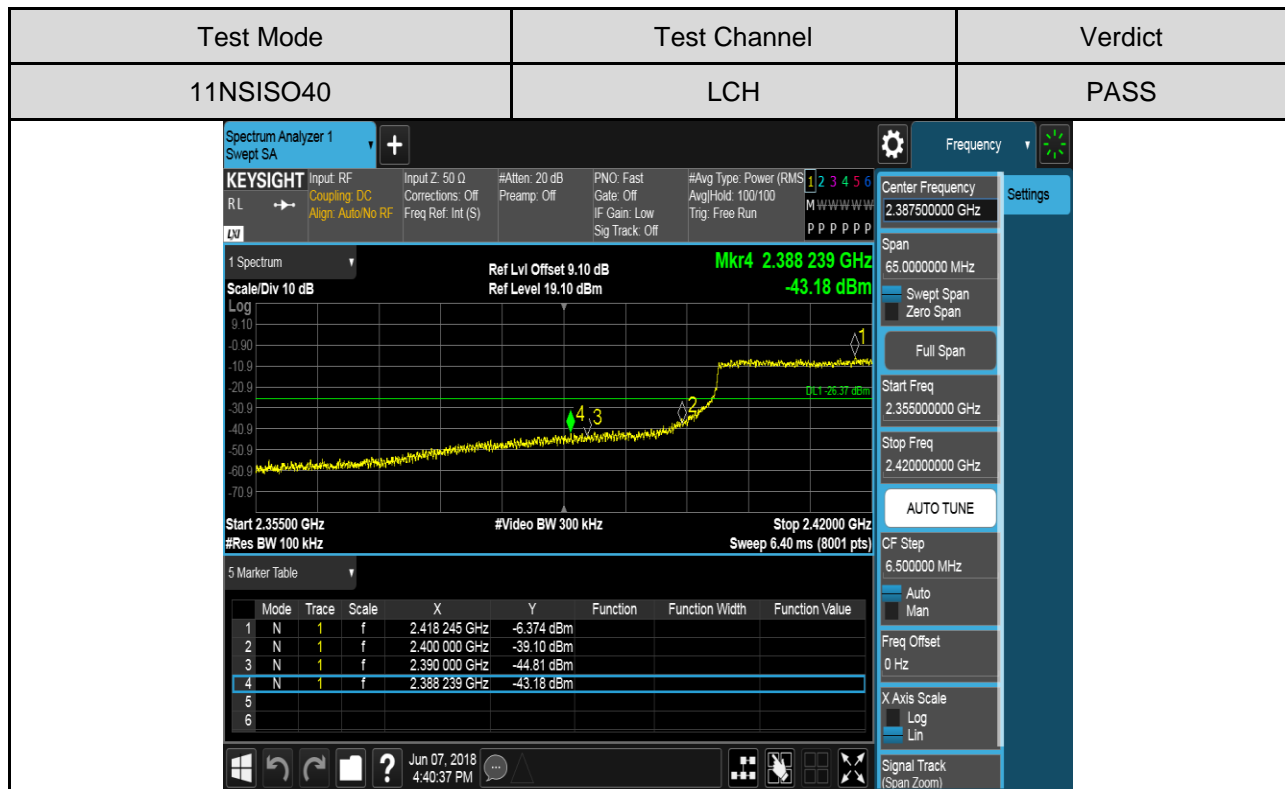 Test Mode Test Channel Verdict
11NSISO40 LCH PASS
Spectrum Analyzer 1
Swept SA
Frequency
KEYSIGHT Input: RF Input Z: 50 Ω #Atten: 20 dB PNO: Fast #Avg Type: Power (RMS 1 2 3 4 5 6
RL Coupling: DC Corrections: Off Preamp: Off Gate: Off Avg|Hold: 100/100 M W W W W W
Align: Auto/No RF Freq Ref: Int (S) IF Gain: Low Trig: Free Run
LXI Sig Track: Off P P P P P P
1 Spectrum
Scale/Div 10 dB
Ref Lvl Offset 9.10 dB
Ref Level 19.10 dBm
Mkr4 2.388 239 GHz
-43.18 dBm
Log
9.10
-0.90
-10.9
-20.9
-30.9
-40.9
-50.9
-60.9
-70.9
1
DL1 -26.37 dBm
2
4
3
Start 2.35500 GHz #Video BW 300 kHz Stop 2.42000 GHz
#Res BW 100 kHz Sweep 6.40 ms (8001 pts)
5 Marker Table
Mode Trace Scale X Y Function Function Width Function Value
1 N 1 f 2.418 245 GHz -6.374 dBm
2 N 1 f 2.400 000 GHz -39.10 dBm
3 N 1 f 2.390 000 GHz -44.81 dBm
4 N 1 f 2.388 239 GHz -43.18 dBm
5
6
Jun 07, 2018
4:40:37 PM
Center Frequency
2.387500000 GHz
Settings
Span
65.0000000 MHz
Swept Span
Zero Span
Full Span
Start Freq
2.355000000 GHz
Stop Freq
2.420000000 GHz
AUTO TUNE
CF Step
6.500000 MHz
Auto
Man
Freq Offset
0 Hz
X Axis Scale
Log
Lin
Signal Track
(Span Zoom)